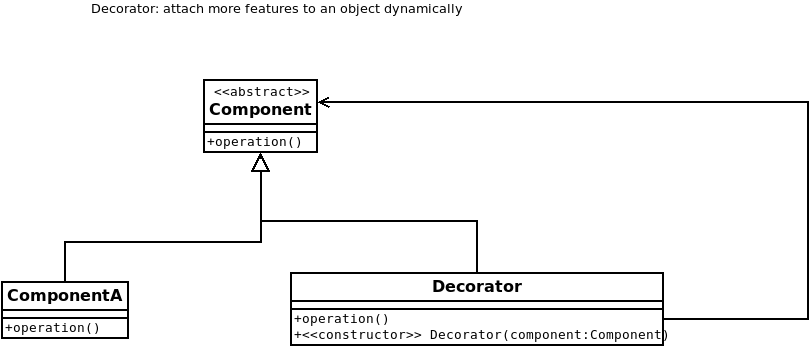 Decorator: attach more features to an object dynamically
<<abstract>>
Component
+operation()
ComponentA
+operation()
Decorator
+operation()
+<<constructor>> Decorator(component:Component)